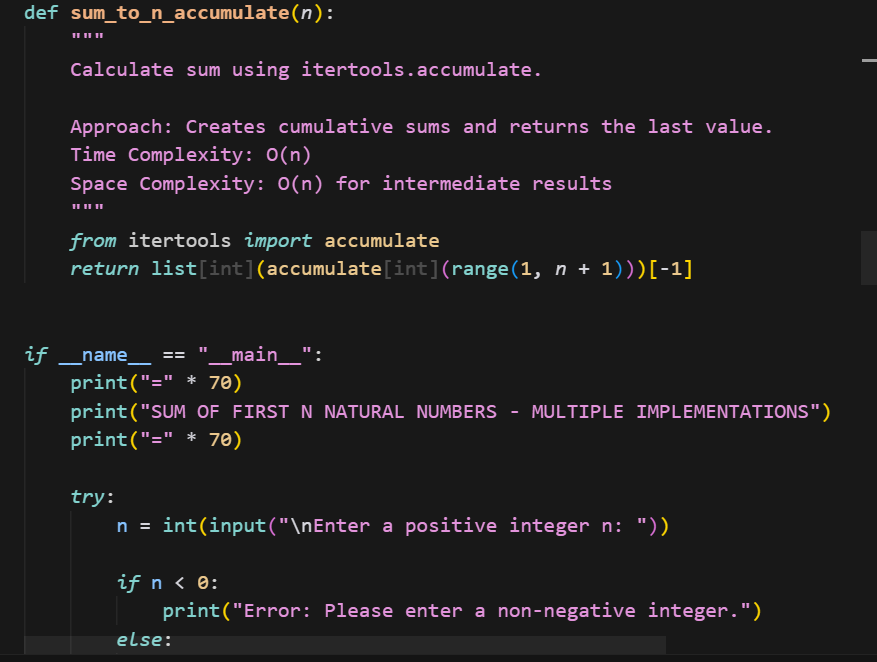 def sum_to_n_accumulate(n):
    """
    Calculate sum using itertools.accumulate.

    Approach: Creates cumulative sums and returns the last value.
    Time Complexity: O(n)
    Space Complexity: O(n) for intermediate results
    """
    from itertools import accumulate
    return list[int](accumulate[int](range(1, n + 1)))[-1]


if __name__ == "__main__":
    print("=" * 70)
    print("SUM OF FIRST N NATURAL NUMBERS - MULTIPLE IMPLEMENTATIONS")
    print("=" * 70)

    try:
        n = int(input("\nEnter a positive integer n: "))

        if n < 0:
            print("Error: Please enter a non-negative integer.")
        else: